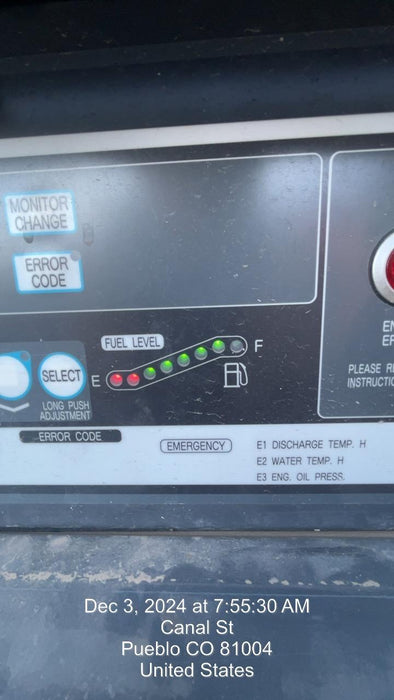 MONITOR
CHANGE
ERROR
CODE
FUEL LEVEL
F
E
SELECT
LONG PUSH
ADJUSTMENT
PLEASE
ERROR CODE
EMERGENCY
E1 DISCHARGE TEMP. H
E2 WATER TEMP. H
E3 ENG. OIL PRESS.
Dec 3, 2024 at 7:55:30 AM
Canal St
Pueblo CO 81004
United States